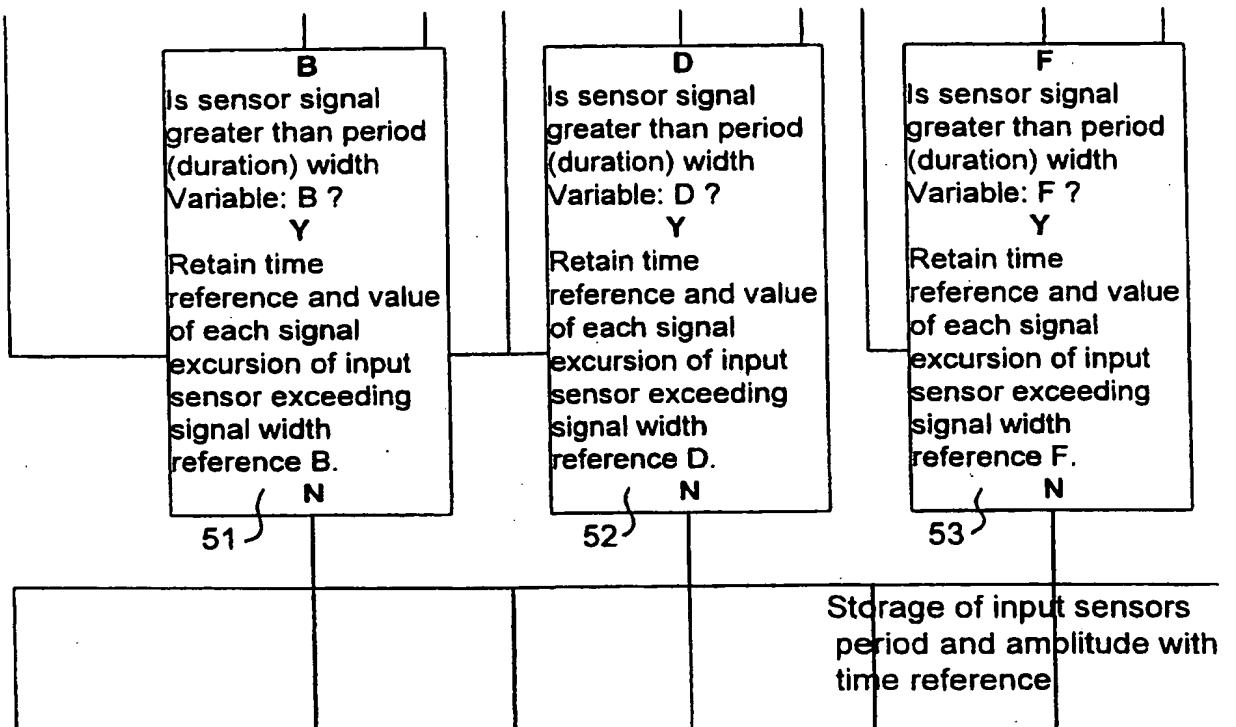 B
Is sensor signal
greater than period
(duration) width
Variable: B ?
Y
Retain time
reference and value
of each signal
excursion of input
sensor exceeding
signal width
reference B.
N
51
D
Is sensor signal
greater than period
(duration) width
Variable: D ?
Y
Retain time
reference and value
of each signal
excursion of input
sensor exceeding
signal width
reference D.
N
52
F
Is sensor signal
greater than period
(duration) width
Variable: F ?
Y
Retain time
reference and value
of each signal
excursion of input
sensor exceeding
signal width
reference F.
N
53
Storage of input sensors
period and amplitude with
time reference